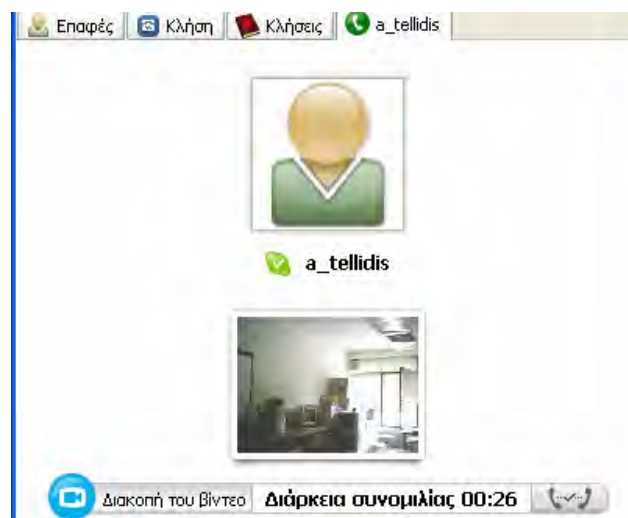 Επαφές Κλήση Κλήσεις a_tellidis
a_tellidis
Διακοπή του βίντεο Διάρκεια συνομιλίας 00:26